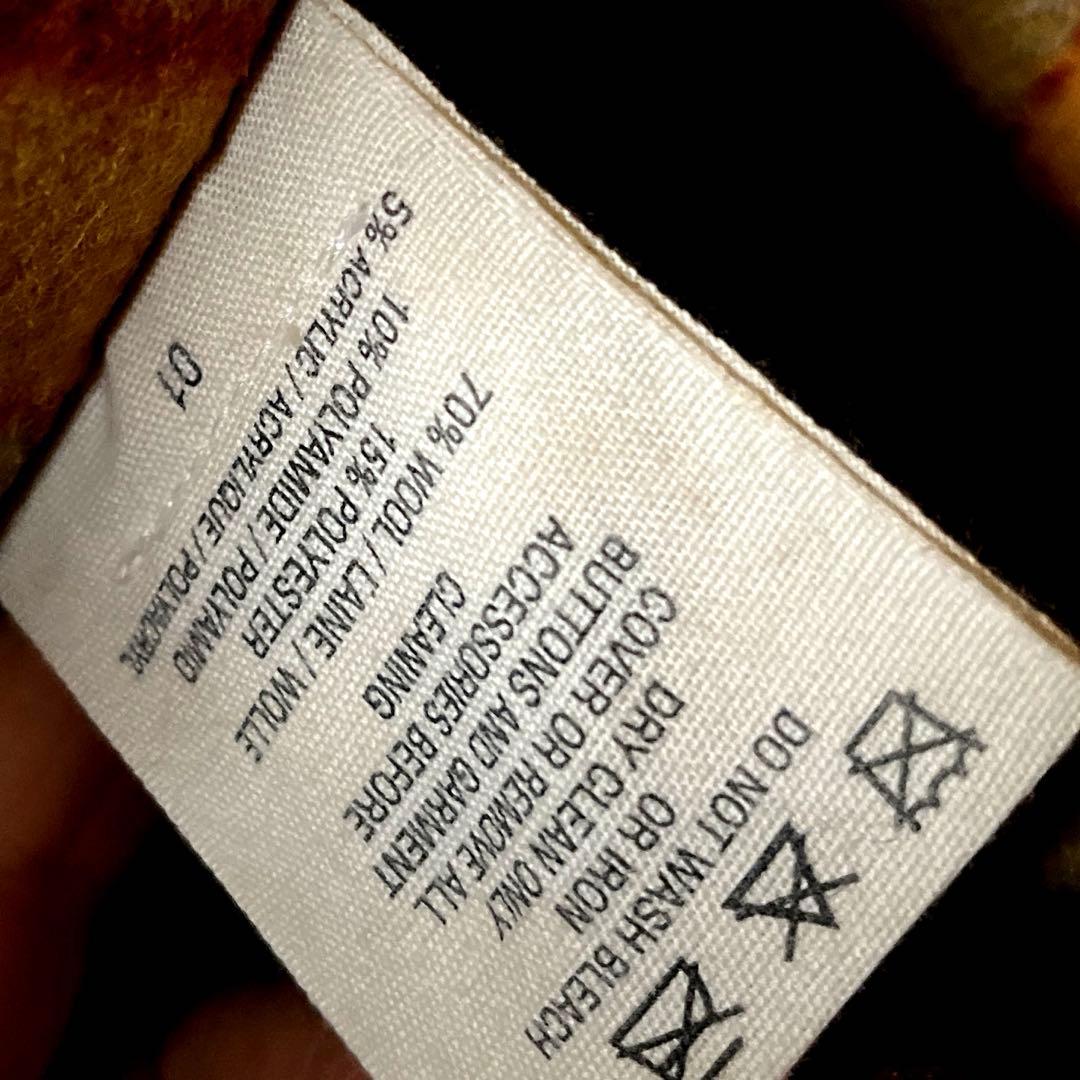 DO NOT WASH BLEACH
OR IRON
DRY CLEAN ONLY
COVER OR REMOVE ALL
BUTTONS AND GARMENT
ACCESSORIES BEFORE
CLEANING
70% WOOL / LAINE / WOLLE
15% POLYESTER
10% POLYAMIDE / POLYAMID
5% ACRYLIC / ACRYLIQUE / POLYACRYL
01